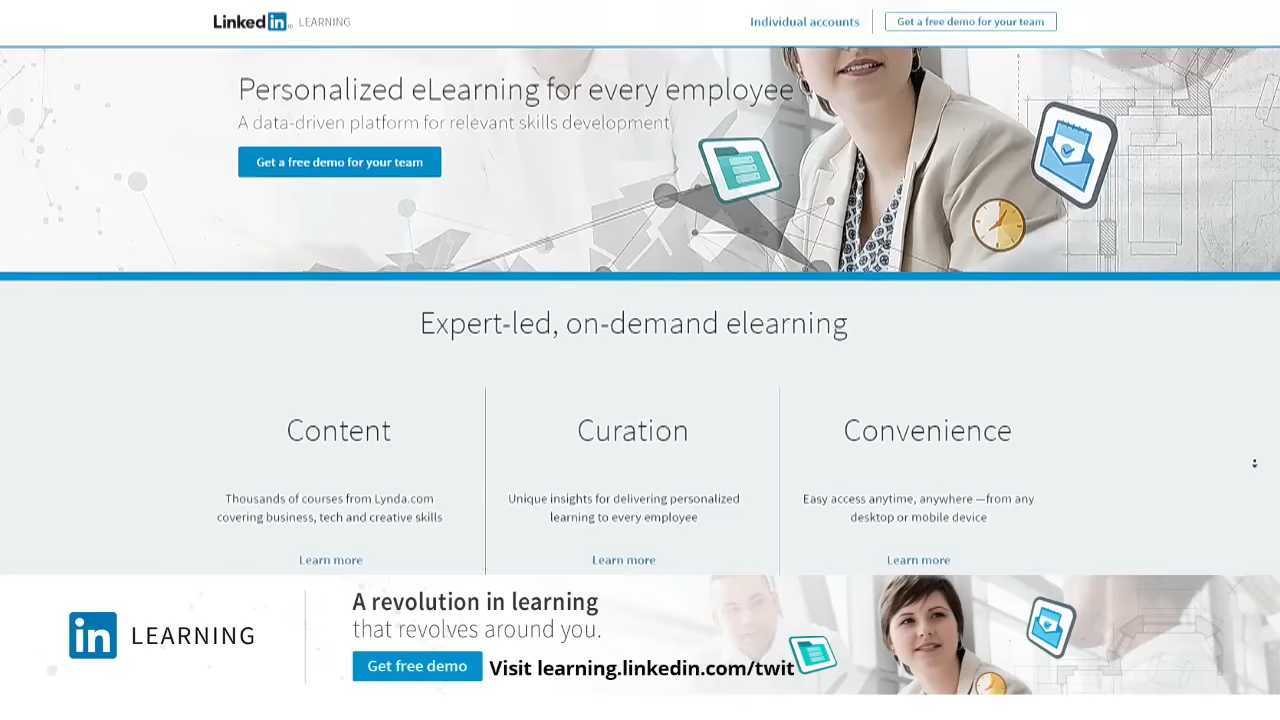 Linked in LEARNING
Individual accounts
Get a free demo for your team
Personalized eLearning for every employee
A data-driven platform for relevant skills development
Get a free demo for your team
Expert-led, on-demand elearning
Content
Thousands of courses from Lynda.com
covering business, tech and creative skills
Learn more
Curation
Unique insights for delivering personalized
learning to every employee
Learn more
Convenience
Easy access anytime, anywhere —from any
desktop or mobile device
Learn more
in LEARNING
A revolution in learning
that revolves around you.
Get free demo
Visit learning.linkedin.com/twit